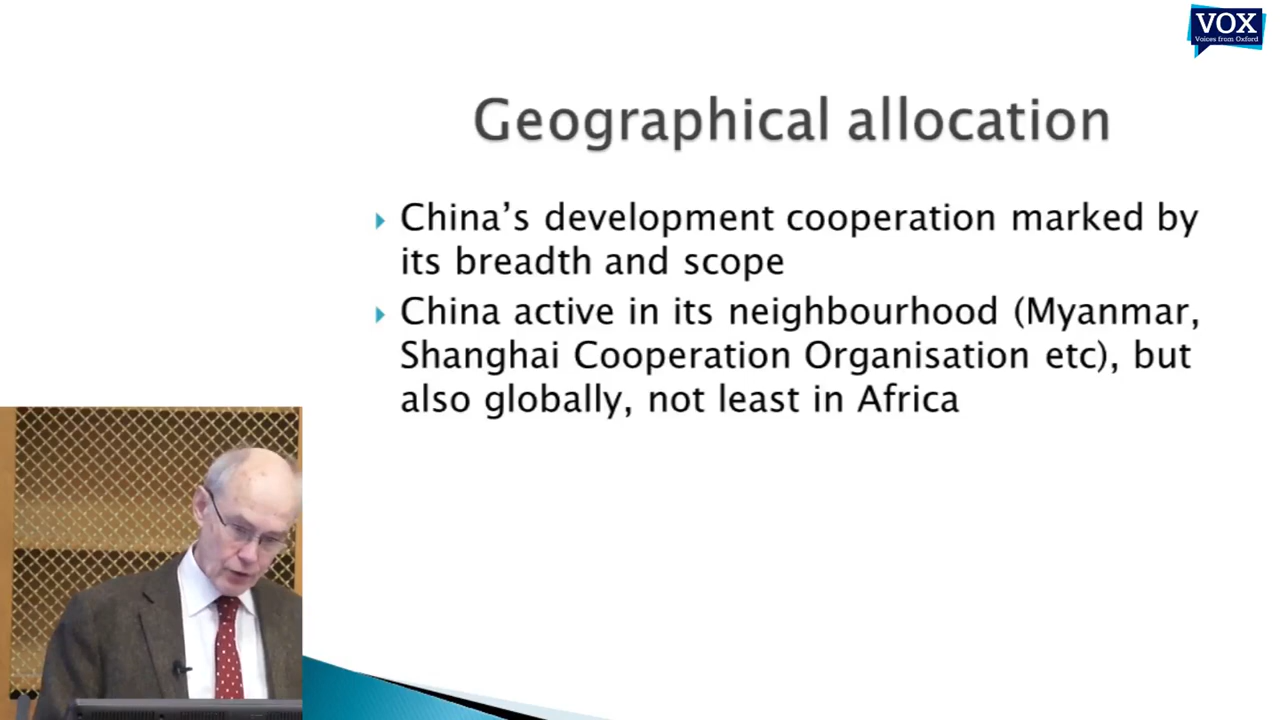 VOX
Voices from Oxford
Geographical allocation
China’s development cooperation marked by
its breadth and scope
China active in its neighbourhood (Myanmar,
Shanghai Cooperation Organisation etc), but
also globally, not least in Africa